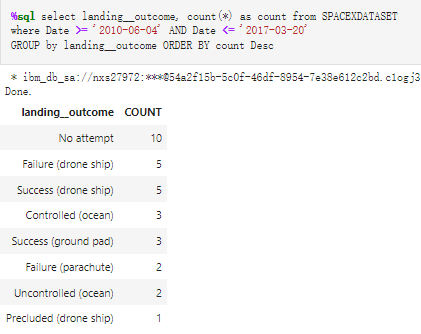 %sql select landing__outcome, count(*) as count from SPACEXDATASET
where Date >= '2010-06-04' AND Date <= '2017-03-20'
GROUP by landing__outcome ORDER BY count Desc
* ibm_db_sa://nxs27972:***@54a2f15b-5c0f-46df-8954-7e38e612c2bd.c1ogj3
Done.
landing__outcome COUNT
No attempt 10
Failure (drone ship) 5
Success (drone ship) 5
Controlled (ocean) 3
Success (ground pad) 3
Failure (parachute) 2
Uncontrolled (ocean) 2
Precluded (drone ship) 1